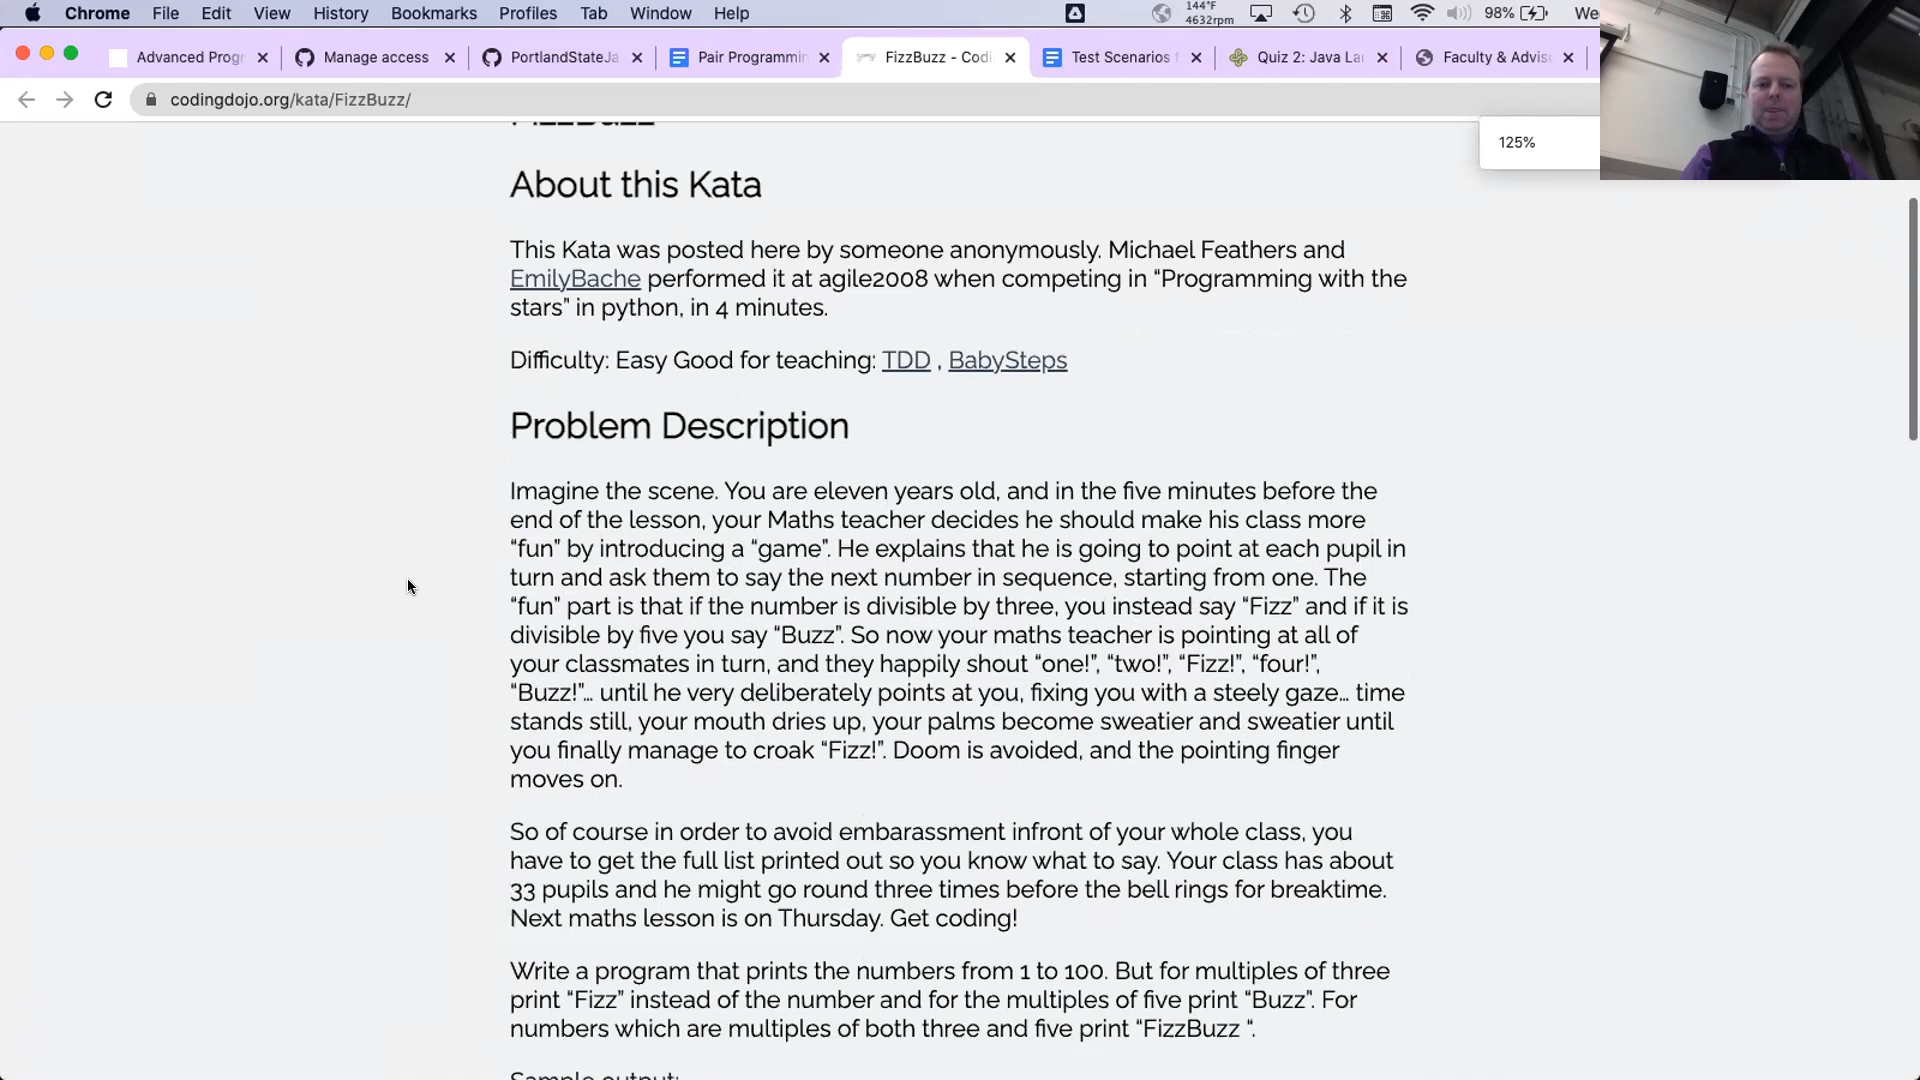 Chrome File Edit View History Bookmarks Profiles Tab Window Help 144°F 4632rpm 98% We
Advanced Progr Manage access PortlandStateJa Pair Programmin FizzBuzz - Codi Test Scenarios f Quiz 2: Java La Faculty & Advis
codingdojo.org/kata/FizzBuzz/
125%
About this Kata
This Kata was posted here by someone anonymously. Michael Feathers and
EmilyBache performed it at agile2008 when competing in “Programming with the
stars” in python, in 4 minutes.
Difficulty: Easy Good for teaching: TDD , BabySteps
Problem Description
Imagine the scene. You are eleven years old, and in the five minutes before the
end of the lesson, your Maths teacher decides he should make his class more
“fun” by introducing a “game”. He explains that he is going to point at each pupil in
turn and ask them to say the next number in sequence, starting from one. The
“fun” part is that if the number is divisible by three, you instead say “Fizz” and if it is
divisible by five you say “Buzz”. So now your maths teacher is pointing at all of
your classmates in turn, and they happily shout “one!”, “two!”, “Fizz!”, “four!”,
“Buzz!”… until he very deliberately points at you, fixing you with a steely gaze… time
stands still, your mouth dries up, your palms become sweatier and sweatier until
you finally manage to croak “Fizz!”. Doom is avoided, and the pointing finger
moves on.
So of course in order to avoid embarassment infront of your whole class, you
have to get the full list printed out so you know what to say. Your class has about
33 pupils and he might go round three times before the bell rings for breaktime.
Next maths lesson is on Thursday. Get coding!
Write a program that prints the numbers from 1 to 100. But for multiples of three
print “Fizz” instead of the number and for the multiples of five print “Buzz”. For
numbers which are multiples of both three and five print “FizzBuzz “.
Sample output: